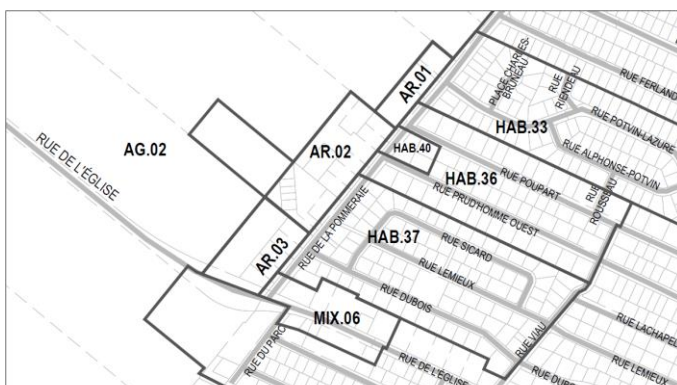 RUE DE L'ÉGLISE
AG.02
AR.01
AR.02
AR.03
HAB.40
HAB.33
HAB.36
HAB.37
MIX.06
PLACE CHARLES-
BRUNEAU
RUE
RIENDEAU
RUE FERLAND
RUE POTVIN-LAZURE
RUE ALPHONSE-POTVIN
RUE POUPART
RUE
ROUSSEAU
RUE PRUD'HOMME OUEST
RUE DE LA POMMERAIE
RUE SICARD
RUE LEMIEUX
RUE DUBOIS
RUE VIAU
RUE LACHAPEL
RUE LEMIEUX
RUE DU PARC
RUE DE L'ÉGLISE